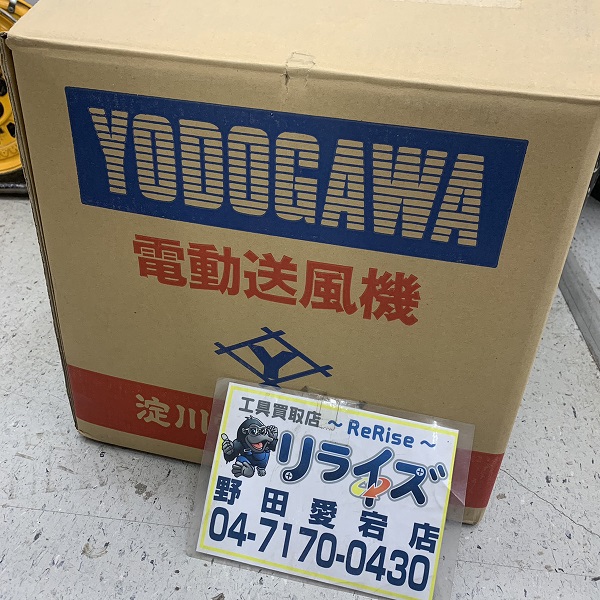 YODOGAWA
電動送風機
淀川
工具買取店 ～ReRise～
リライズ
野田愛宕店
04-7170-0430